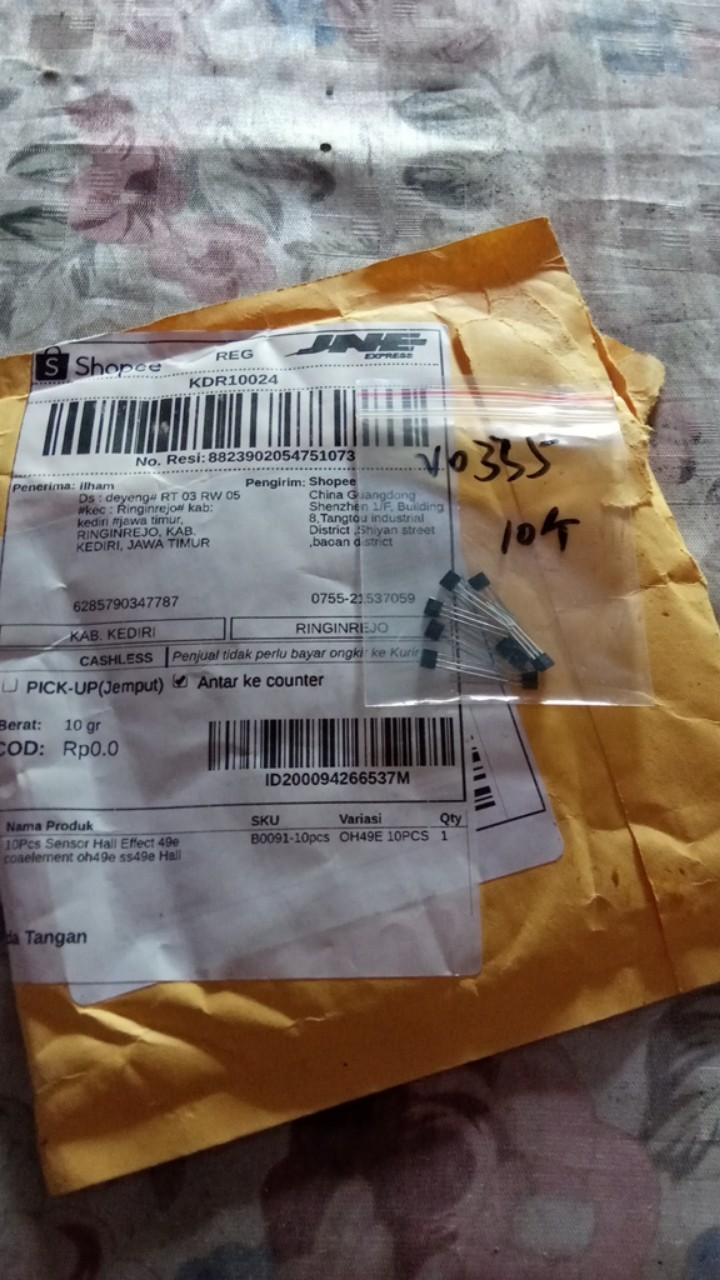 Shopee REG JNE EXPRESS
KDR10024
No. Resi: 8823902054751073
Penerima: ilham
Ds : deyeng# RT 03 RW 05
#kec : Ringinrejo# kab:
kediri #jawa timur,
RINGINREJO, KAB.
KEDIRI, JAWA TIMUR
6285790347787
Pengirim: Shopee
China Guangdong
Shenzhen 1/F, Building
8,Tangtou industrial
District ,Shiyan street
,baoan district
0755-21537059
V0335
104
KAB. KEDIRI RINGINREJO
CASHLESS Penjual tidak perlu bayar ongkir ke Kurir
PICK-UP(Jemput) Antar ke counter
Berat: 10 gr
COD: Rp0.0
ID200094266537M
Nama Produk SKU Variasi Qty
10Pcs Sensor Hall Effect 49e B0091-10pcs OH49E 10PCS 1
coaelement oh49e ss49e Hall
Tangan